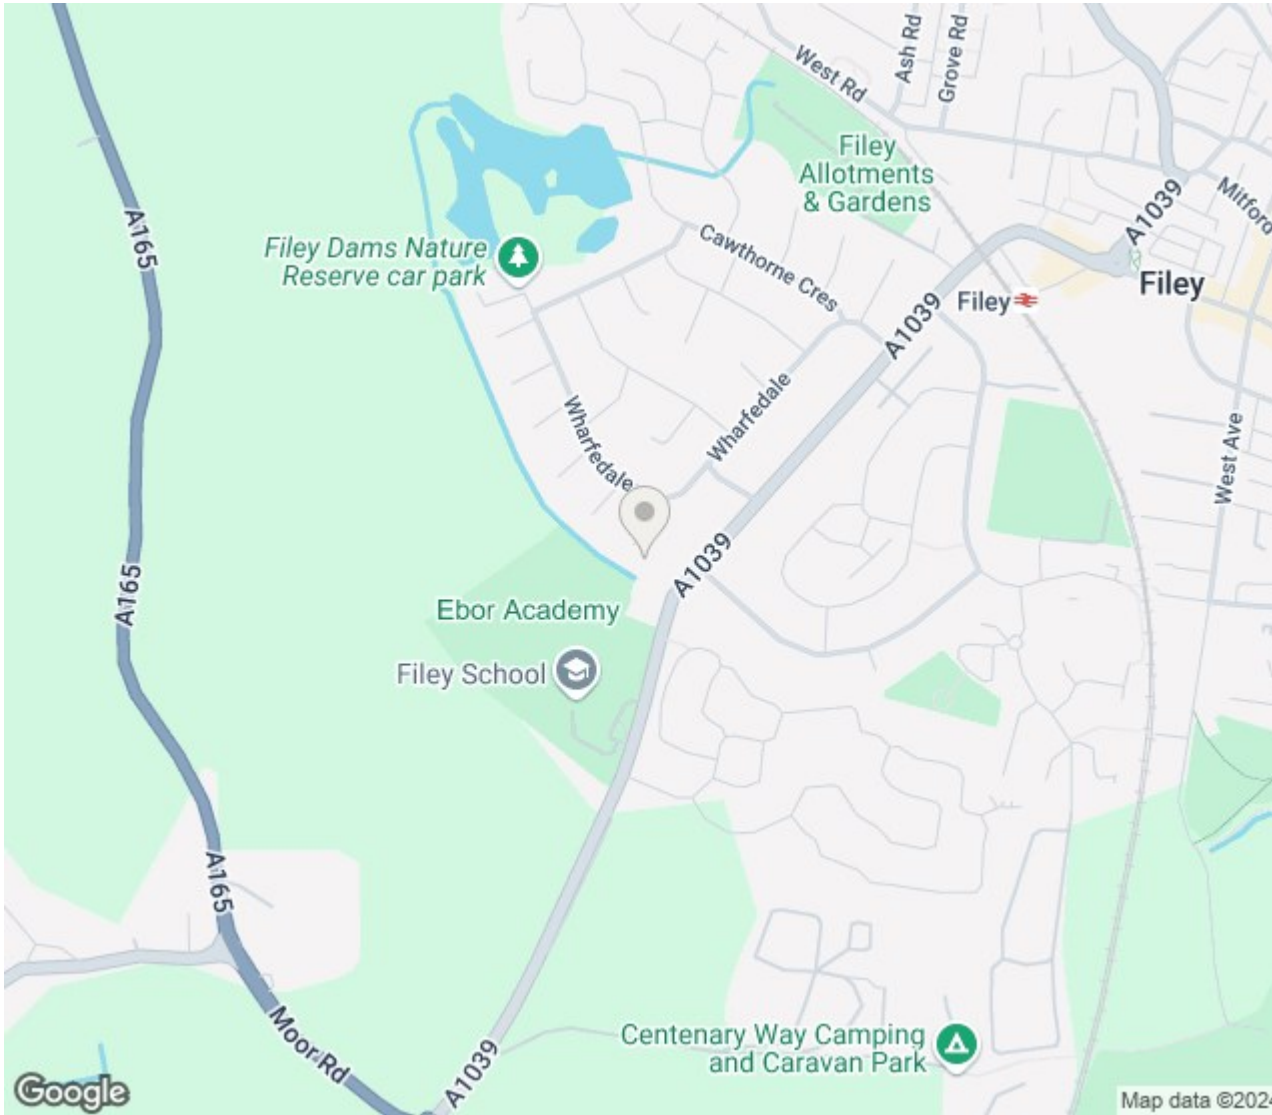 West Rd
Ash Rd
Grove Rd
Filey
Allotments
& Gardens
A1039
Mitford
A165
Filey Dams Nature
Reserve car park
Cawthorne Cres
Filey
Filey
A1039
Wharfedale
Wharfedale
West Ave
A1039
A165
Ebor Academy
Filey School
A165
Moor Rd
A1039
Centenary Way Camping
and Caravan Park
Google
Map data ©2024